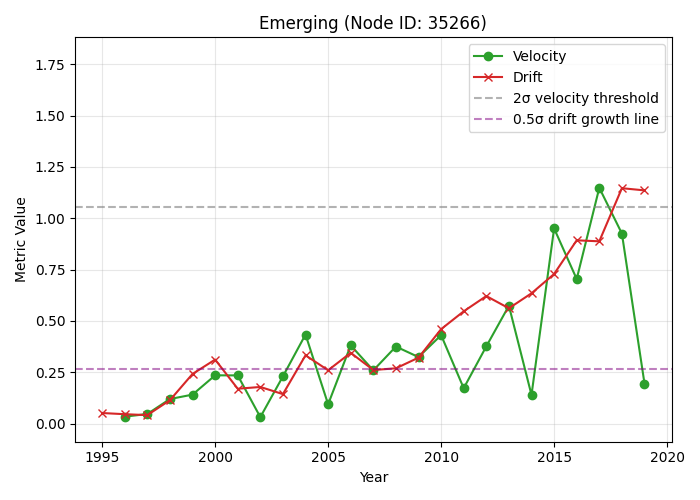 Emerging (Node ID: 35266)
Velocity
Drift
2σ velocity threshold
0.5σ drift growth line
Metric Value
1.75
1.50
1.25
1.00
0.75
0.50
0.25
0.00
1995
2000
2005
2010
2015
2020
Year